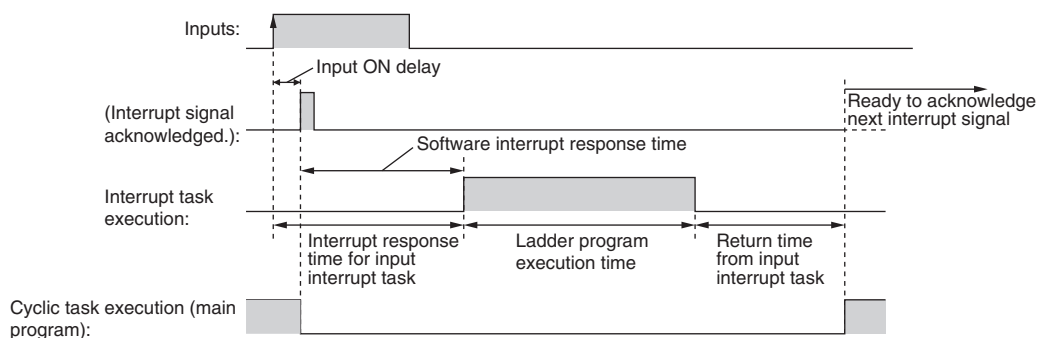 Inputs:
Input ON delay
(Interrupt signal
acknowledged.):
Ready to acknowledge
next interrupt signal
Software interrupt response time
Interrupt task
execution:
Interrupt response
time for input
interrupt task
Ladder program
execution time
Return time
from input
interrupt task
Cyclic task execution (main
program):